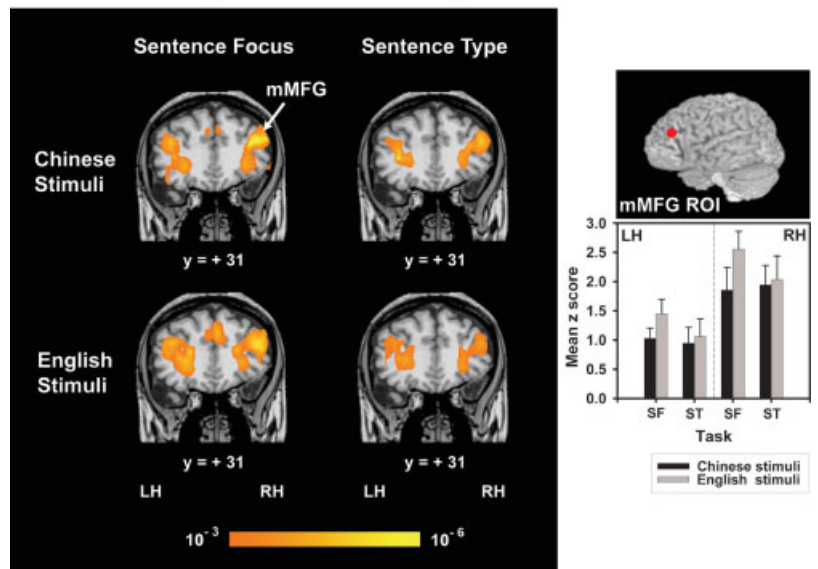 Sentence Focus
Sentence Type
mMFG
Chinese
Stimuli
y = + 31
y = + 31
English
Stimuli
y = + 31
y = + 31
LH
RH
LH
RH
10⁻³
10⁻⁶
mMFG ROI
LH
RH
3.0
2.5
2.0
1.5
1.0
0.5
0.0
Mean z score
SF
ST
SF
ST
Task
Chinese stimuli
English stimuli